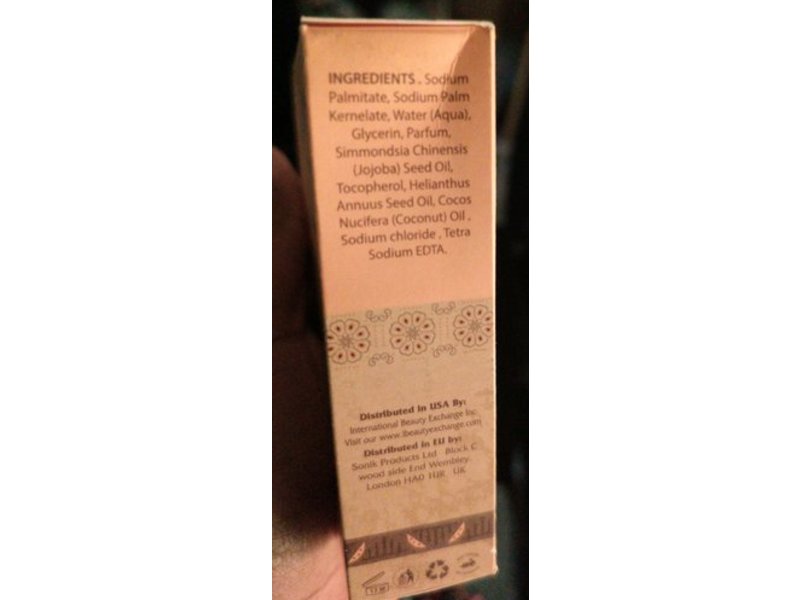 INGREDIENTS . Sodium
Palmitate, Sodium Palm
Kernelate, Water (Aqua),
Glycerin, Parfum,
Simmondsia Chinensis
(Jojoba) Seed Oil,
Tocopherol, Helianthus
Annuus Seed Oil, Cocos
Nucifera (Coconut) Oil .
Sodium chloride , Tetra
Sodium EDTA.
Distributed in USA By:
International Beauty Exchange Inc
Visit our www.Ibeautyexchange.com
Distributed in EU by:
Sonik Products Ltd Block C
wood side End Wembley.
London HA0 1UR UK